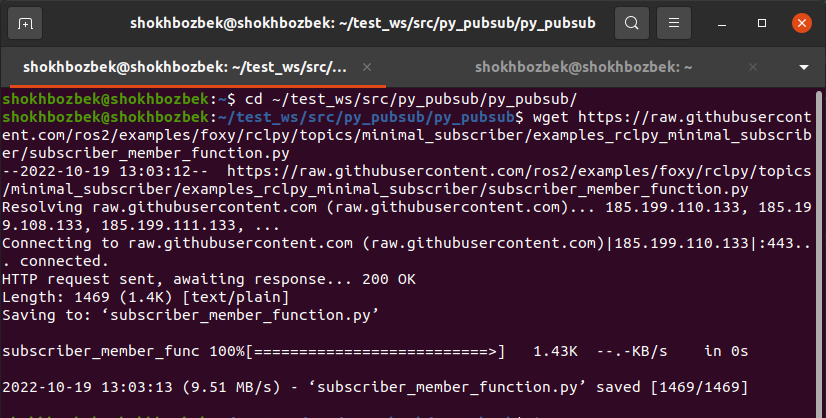 shokhbozbek@shokhbozbek: ~/test_ws/src/py_pubsub/py_pubsub
shokhbozbek@shokhbozbek: ~/test_ws/src/... ×
shokhbozbek@shokhbozbek: ~ ×
shokhbozbek@shokhbozbek:~$ cd ~/test_ws/src/py_pubsub/py_pubsub/
shokhbozbek@shokhbozbek:~/test_ws/src/py_pubsub/py_pubsub$ wget https://raw.githubusercont
ent.com/ros2/examples/foxy/rclpy/topics/minimal_subscriber/examples_rclpy_minimal_subscrib
er/subscriber_member_function.py
--2022-10-19 13:03:12--  https://raw.githubusercontent.com/ros2/examples/foxy/rclpy/topics
/minimal_subscriber/examples_rclpy_minimal_subscriber/subscriber_member_function.py
Resolving raw.githubusercontent.com (raw.githubusercontent.com)... 185.199.110.133, 185.19
9.108.133, 185.199.111.133, ...
Connecting to raw.githubusercontent.com (raw.githubusercontent.com)|185.199.110.133|:443..
. connected.
HTTP request sent, awaiting response... 200 OK
Length: 1469 (1.4K) [text/plain]
Saving to: ‘subscriber_member_function.py’
subscriber_member_func 100%[==========================>]   1.43K  --.-KB/s    in 0s
2022-10-19 13:03:13 (9.51 MB/s) - ‘subscriber_member_function.py’ saved [1469/1469]